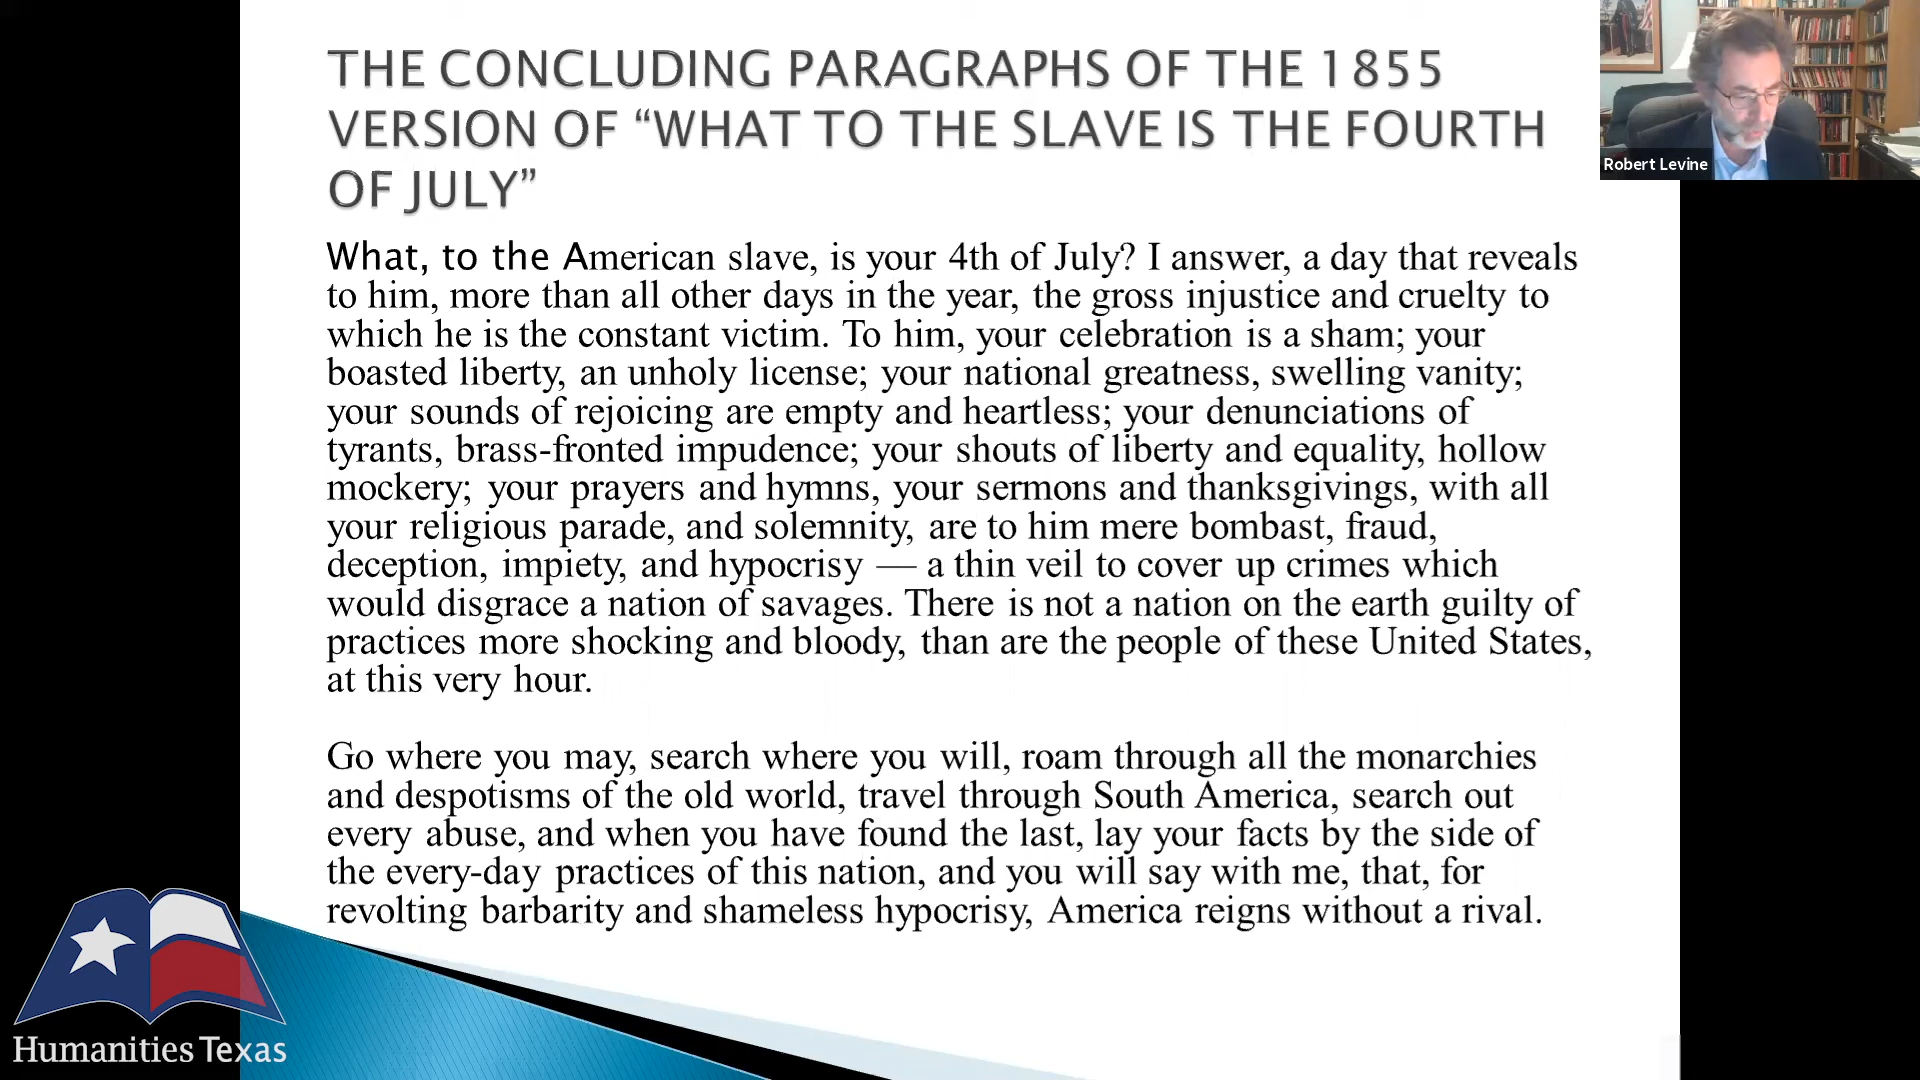 THE CONCLUDING PARAGRAPHS OF THE 1855
VERSION OF “WHAT TO THE SLAVE IS THE FOURTH
OF JULY”
Robert Levine
What, to the American slave, is your 4th of July? I answer, a day that reveals
to him, more than all other days in the year, the gross injustice and cruelty to
which he is the constant victim. To him, your celebration is a sham; your
boasted liberty, an unholy license; your national greatness, swelling vanity;
your sounds of rejoicing are empty and heartless; your denunciations of
tyrants, brass-fronted impudence; your shouts of liberty and equality, hollow
mockery; your prayers and hymns, your sermons and thanksgivings, with all
your religious parade, and solemnity, are to him mere bombast, fraud,
deception, impiety, and hypocrisy — a thin veil to cover up crimes which
would disgrace a nation of savages. There is not a nation on the earth guilty of
practices more shocking and bloody, than are the people of these United States,
at this very hour.
Go where you may, search where you will, roam through all the monarchies
and despotisms of the old world, travel through South America, search out
every abuse, and when you have found the last, lay your facts by the side of
the every-day practices of this nation, and you will say with me, that, for
revolting barbarity and shameless hypocrisy, America reigns without a rival.
Humanities Texas